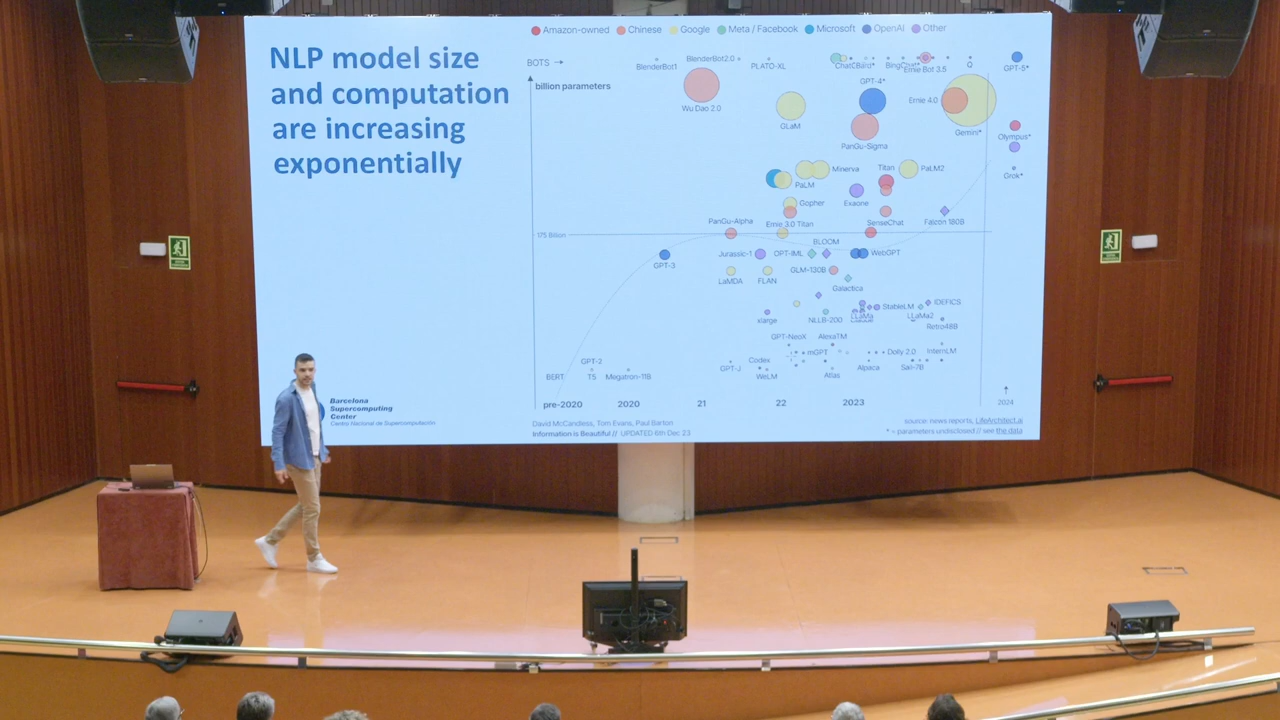 NLP model size
and computation
are increasing
exponentially
Amazon-owned Chinese Google Meta / Facebook Microsoft OpenAI Other
BOTS →
BlenderBot1
BlenderBot2.0
PLATO-XL
Ernie Bot 3.5
Q
GPT-5*
billion parameters
Wu Dao 2.0
GLaM
GPT-4*
PanGu-Sigma
Ernie 4.0
Gemini*
Olympus*
Grok*
PaLM
Minerva
Titan
PaLM2
Gopher
Exaone
PanGu-Alpha
Ernie 3.0 Titan
SenseChat
Falcon 180B
175 Billion
BLOOM
GPT-3
Jurassic-1
OPT-IML
WebGPT
LaMDA
FLAN
GLM-130B
Galactica
xlarge
NLLB-200
LLaMa
StableLM
LLaMa2
IDEFICS
Retro48B
GPT-NeoX
AlexaTM
GPT-2
BERT
T5
Megatron-11B
GPT-J
Codex
WeLM
mGPT
Atlas
Alpaca
Dolly 2.0
InternLM
pre-2020 2020 21 22 2023 2024
Barcelona
Supercomputing
Center
Centro Nacional de Supercomputación
David McCandless, Tom Evans, Paul Barton
Information is Beautiful // UPDATED 6th Dec 23
source: news reports, LifeArchitect.ai
* = parameters undisclosed // see the data